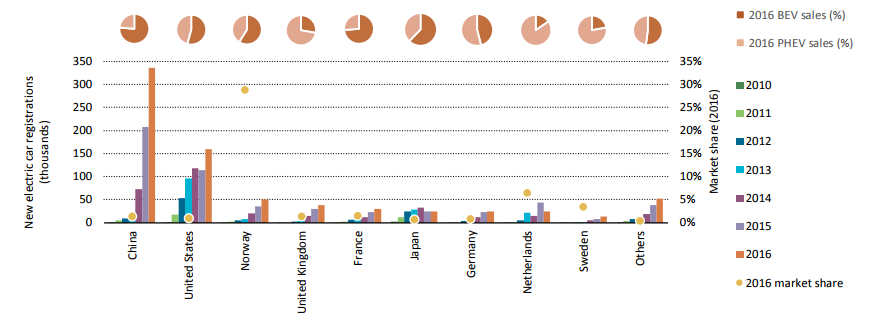 2016 BEV sales (%)
2016 PHEV sales (%)
New electric car registrations
(thousands)
350
300
250
200
150
100
50
0
35%
30%
25%
20%
15%
10%
5%
0%
Market share (2016)
China
United States
Norway
United Kingdom
France
Japan
Germany
Netherlands
Sweden
Others
2010
2011
2012
2013
2014
2015
2016
2016 market share